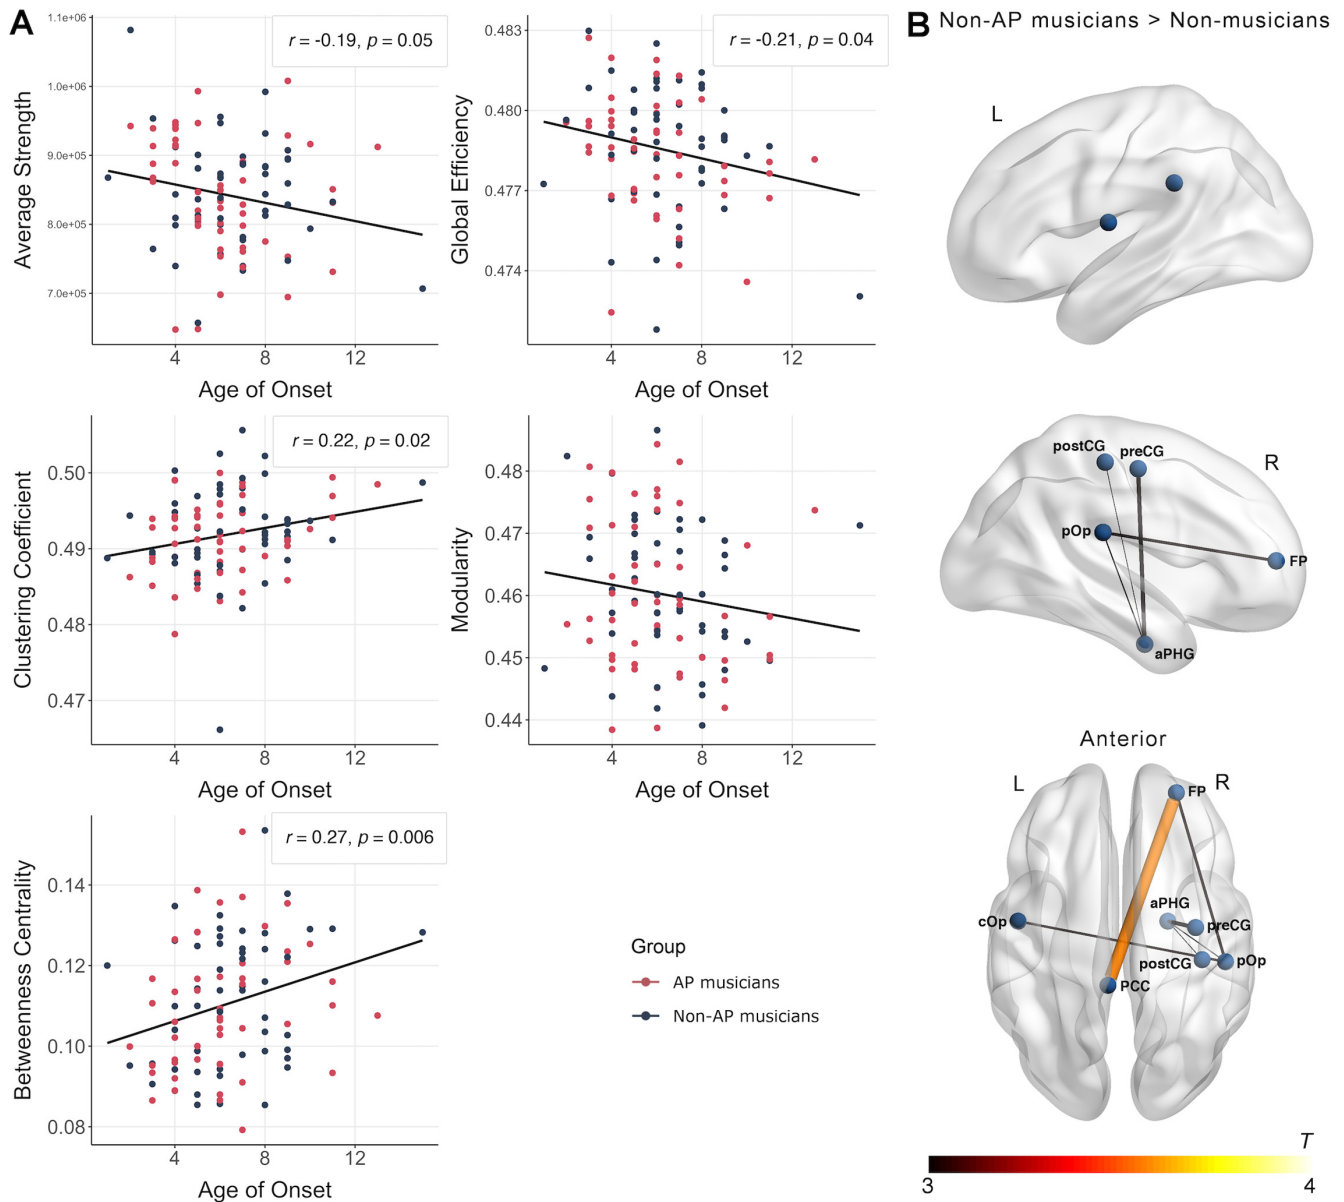 A
r = -0.19, p = 0.05
1.1e+06
1.0e+06
9.0e+05
8.0e+05
7.0e+05
Average Strength
4 8 12
Age of Onset
r = -0.21, p = 0.04
0.483
0.480
0.477
0.474
Global Efficiency
4 8 12
Age of Onset
r = 0.22, p = 0.02
0.50
0.49
0.48
0.47
Clustering Coefficient
4 8 12
Age of Onset
0.48
0.47
0.46
0.45
0.44
Modularity
4 8 12
Age of Onset
r = 0.27, p = 0.006
0.14
0.12
0.10
0.08
Betweenness Centrality
4 8 12
Age of Onset
Group
AP musicians
Non-AP musicians
B Non-AP musicians > Non-musicians
L
postCG preCG
R
pOp
FP
aPHG
Anterior
L R
FP
aPHG
cOp preCG
postCG pOp
PCC
T
3 4